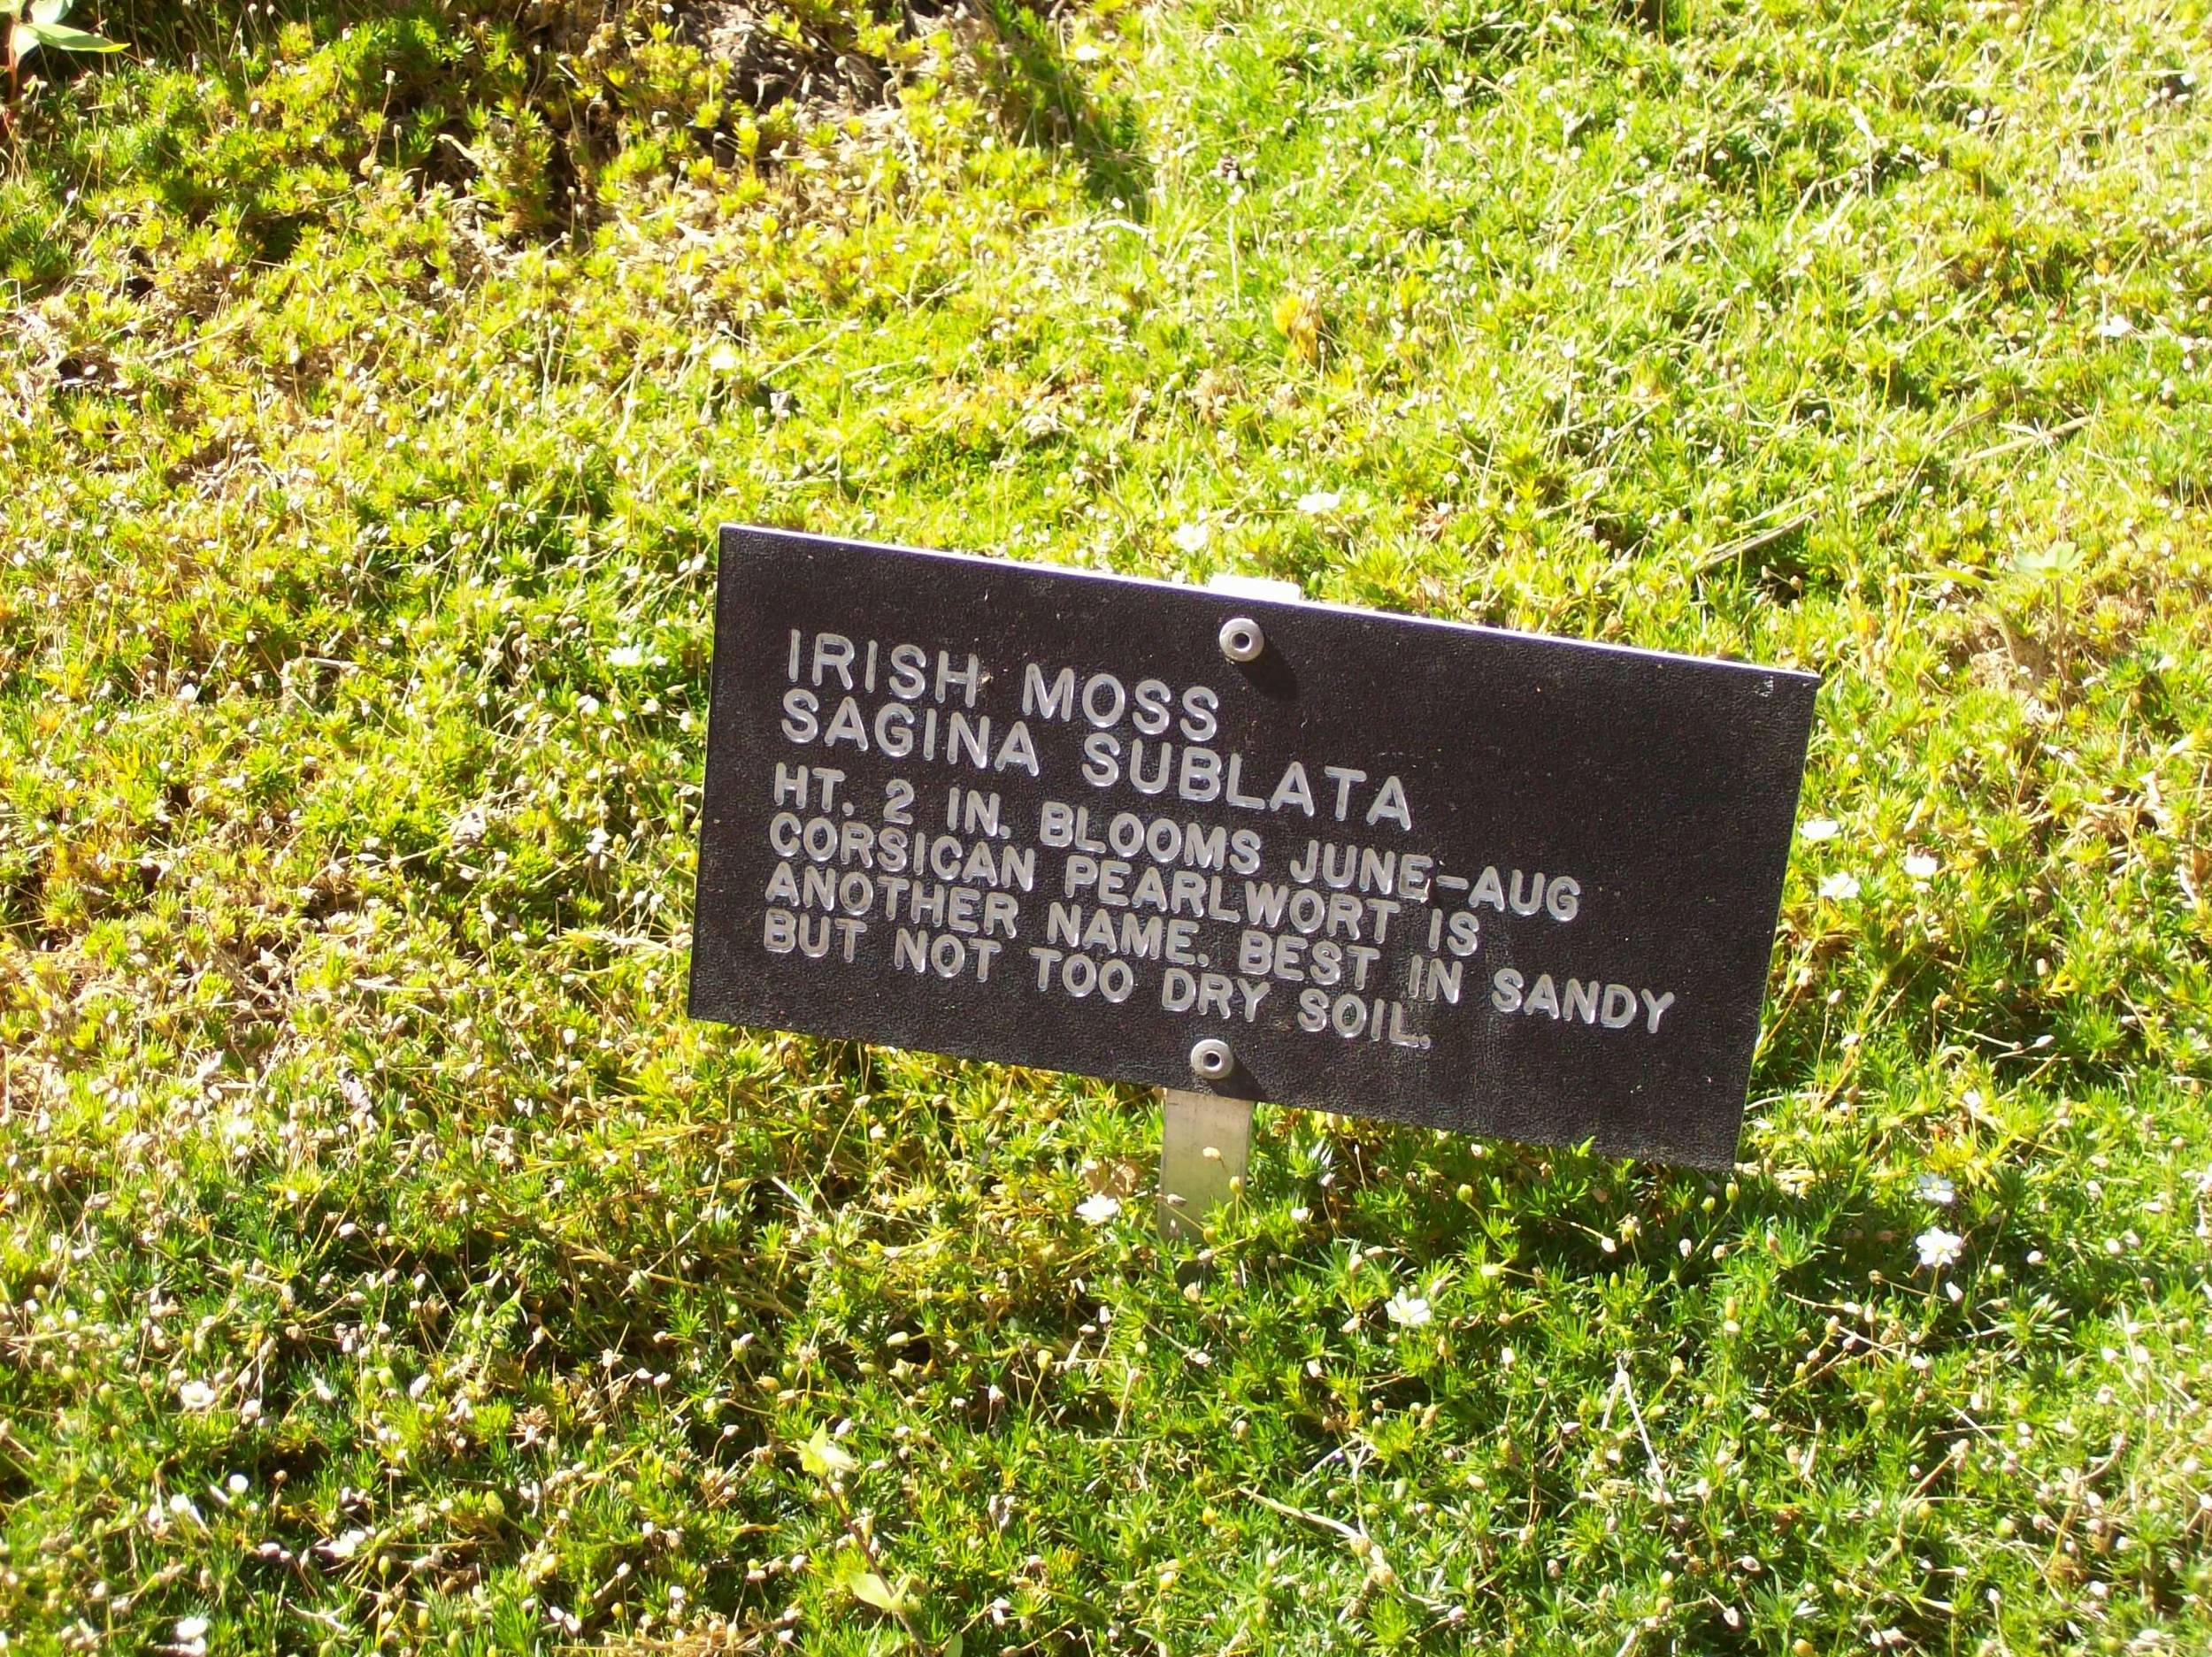 IRISH MOSS
SAGINA SUBLATA
HT. 2 IN. BLOOMS JUNE-AUG
CORSICAN PEARLWORT IS
ANOTHER NAME. BEST IN SANDY
BUT NOT TOO DRY SOIL.